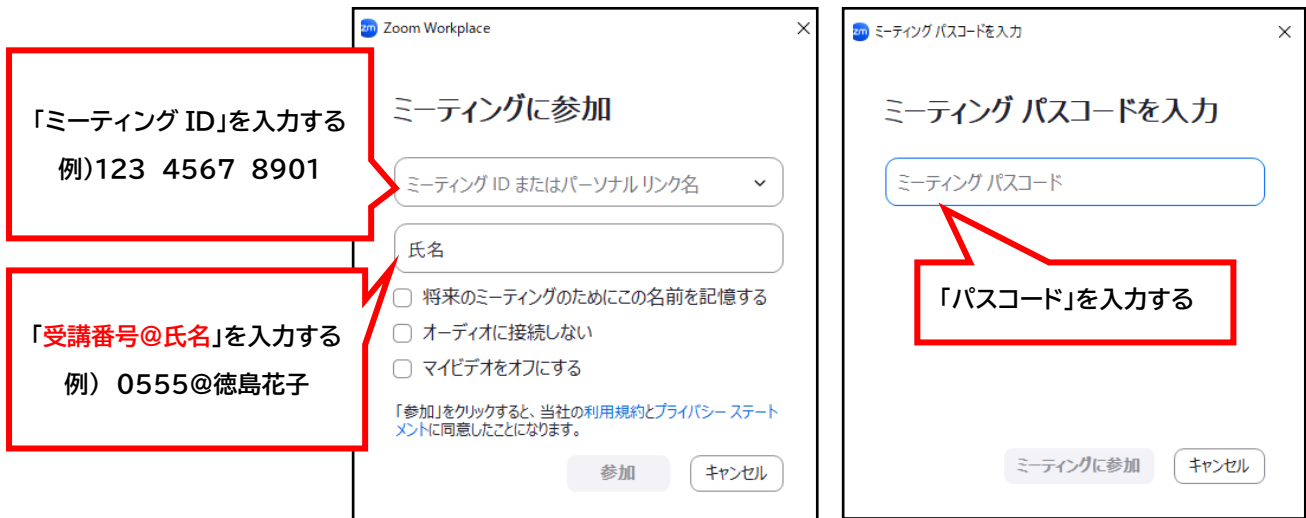 「ミーティング ID」を入力する
例)123 4567 8901
「受講番号@氏名」を入力する
例) 0555@徳島花子
zm Zoom Workplace
ミーティングに参加
ミーティング ID またはパーソナル リンク名
氏名
将来のミーティングのためにこの名前を記憶する
オーディオに接続しない
マイビデオをオフにする
「参加」をクリックすると、当社の利用規約とプライバシー ステート
メントに同意したことになります。
参加 キャンセル
zm ミーティング パスコードを入力
ミーティング パスコードを入力
ミーティング パスコード
「パスコード」を入力する
ミーティングに参加 キャンセル